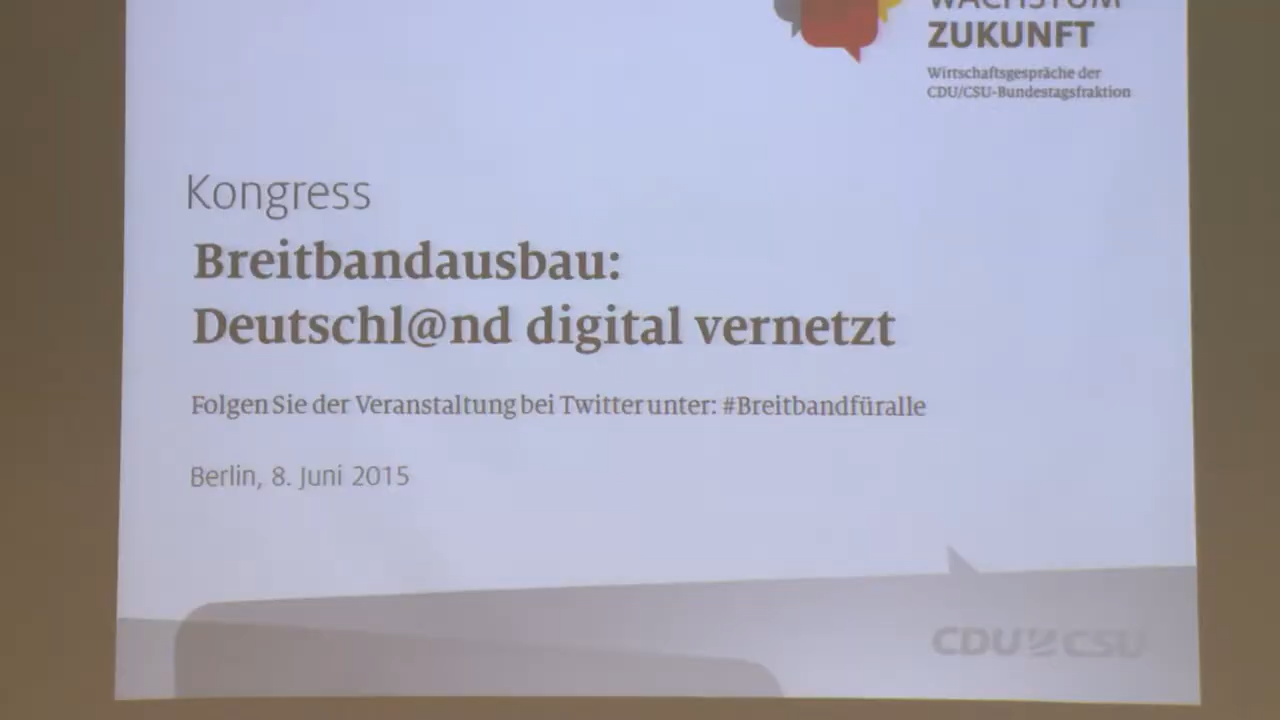 WACHSTUM
ZUKUNFT
Wirtschaftsgespräche der
CDU/CSU-Bundestagsfraktion
Kongress
Breitbandausbau:
Deutschl@nd digital vernetzt
Folgen Sie der Veranstaltung bei Twitter unter: #Breitbandfüralle
Berlin, 8. Juni 2015
CDU CSU